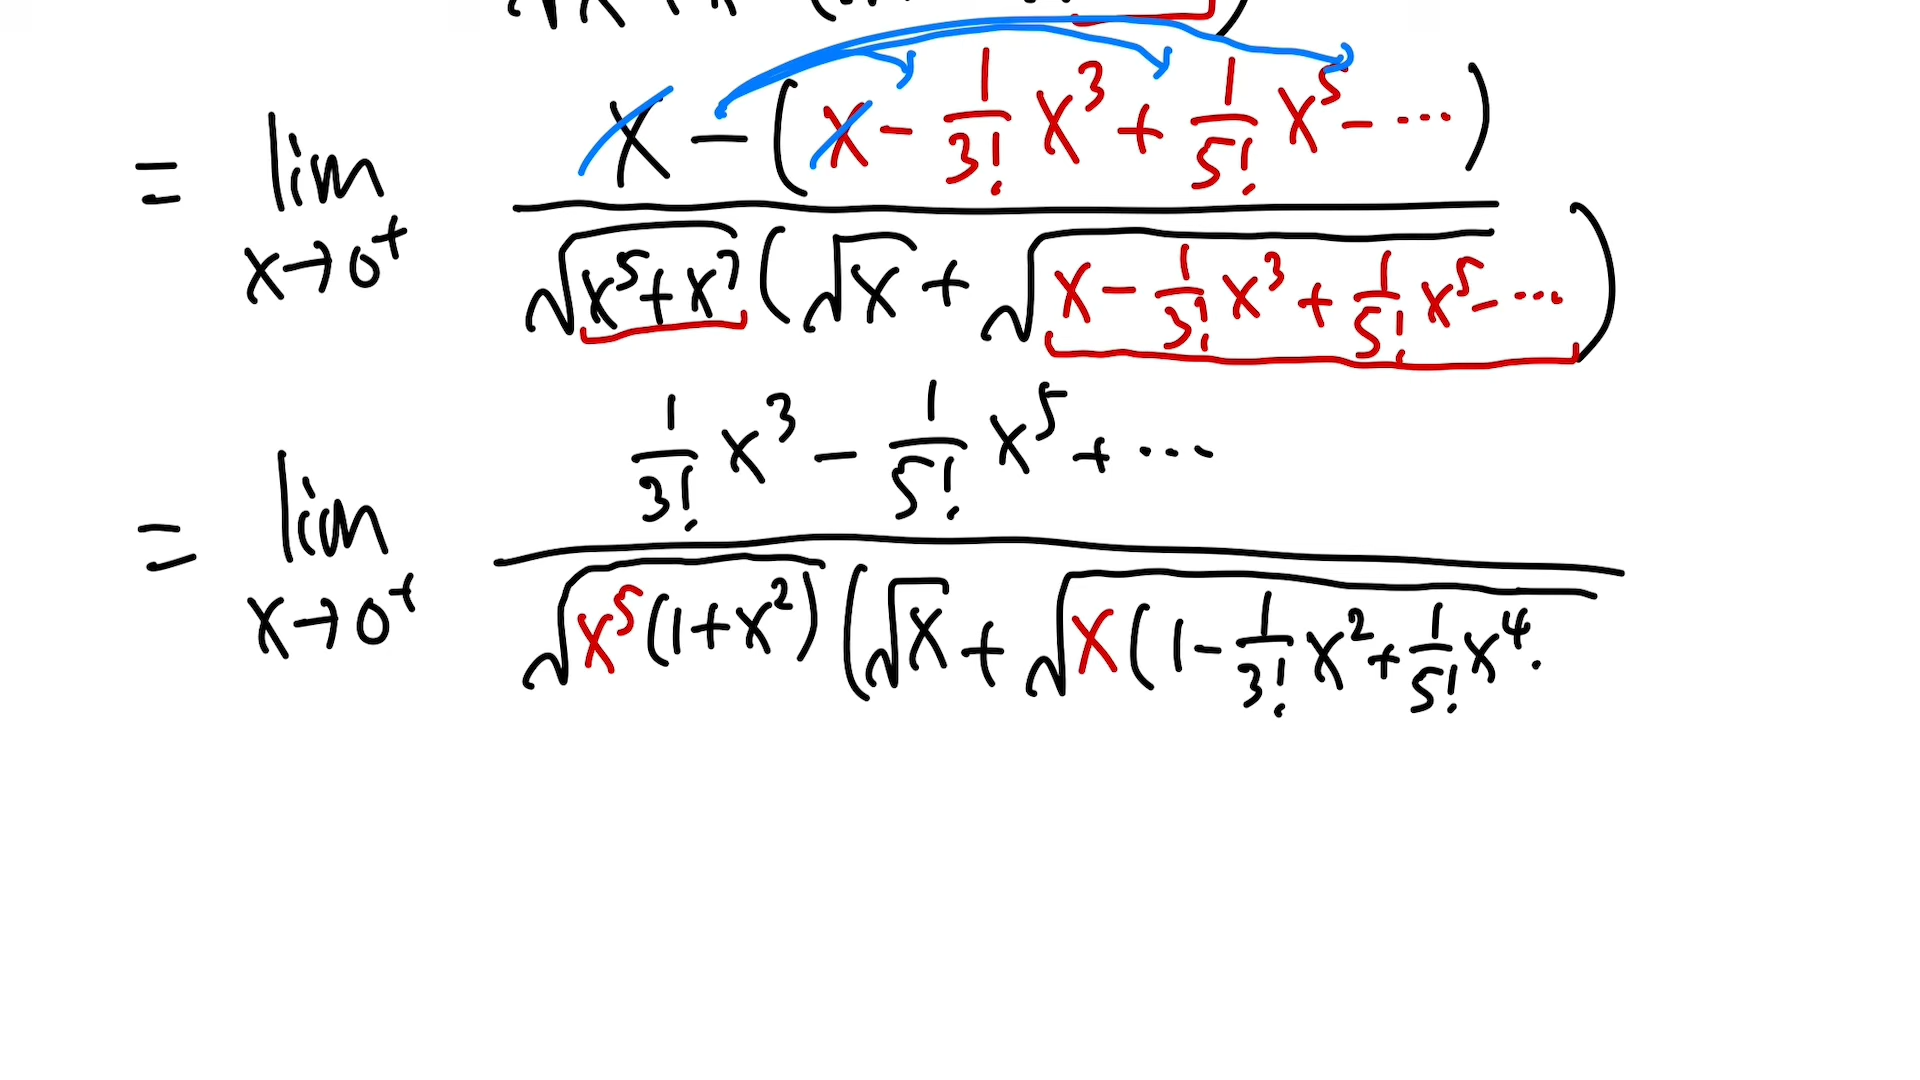 = lim x→0⁺ (x - (x - 1/3! x³ + 1/5! x⁵ - ⋯)) / (√(x⁵+x⁷) (√x + √(x - 1/3! x³ + 1/5! x⁵ - ⋯)))
= lim x→0⁺ (1/3! x³ - 1/5! x⁵ + ⋯) / (√(x⁵(1+x²)) (√x + √(x(1 - 1/3! x² + 1/5! x⁴ .